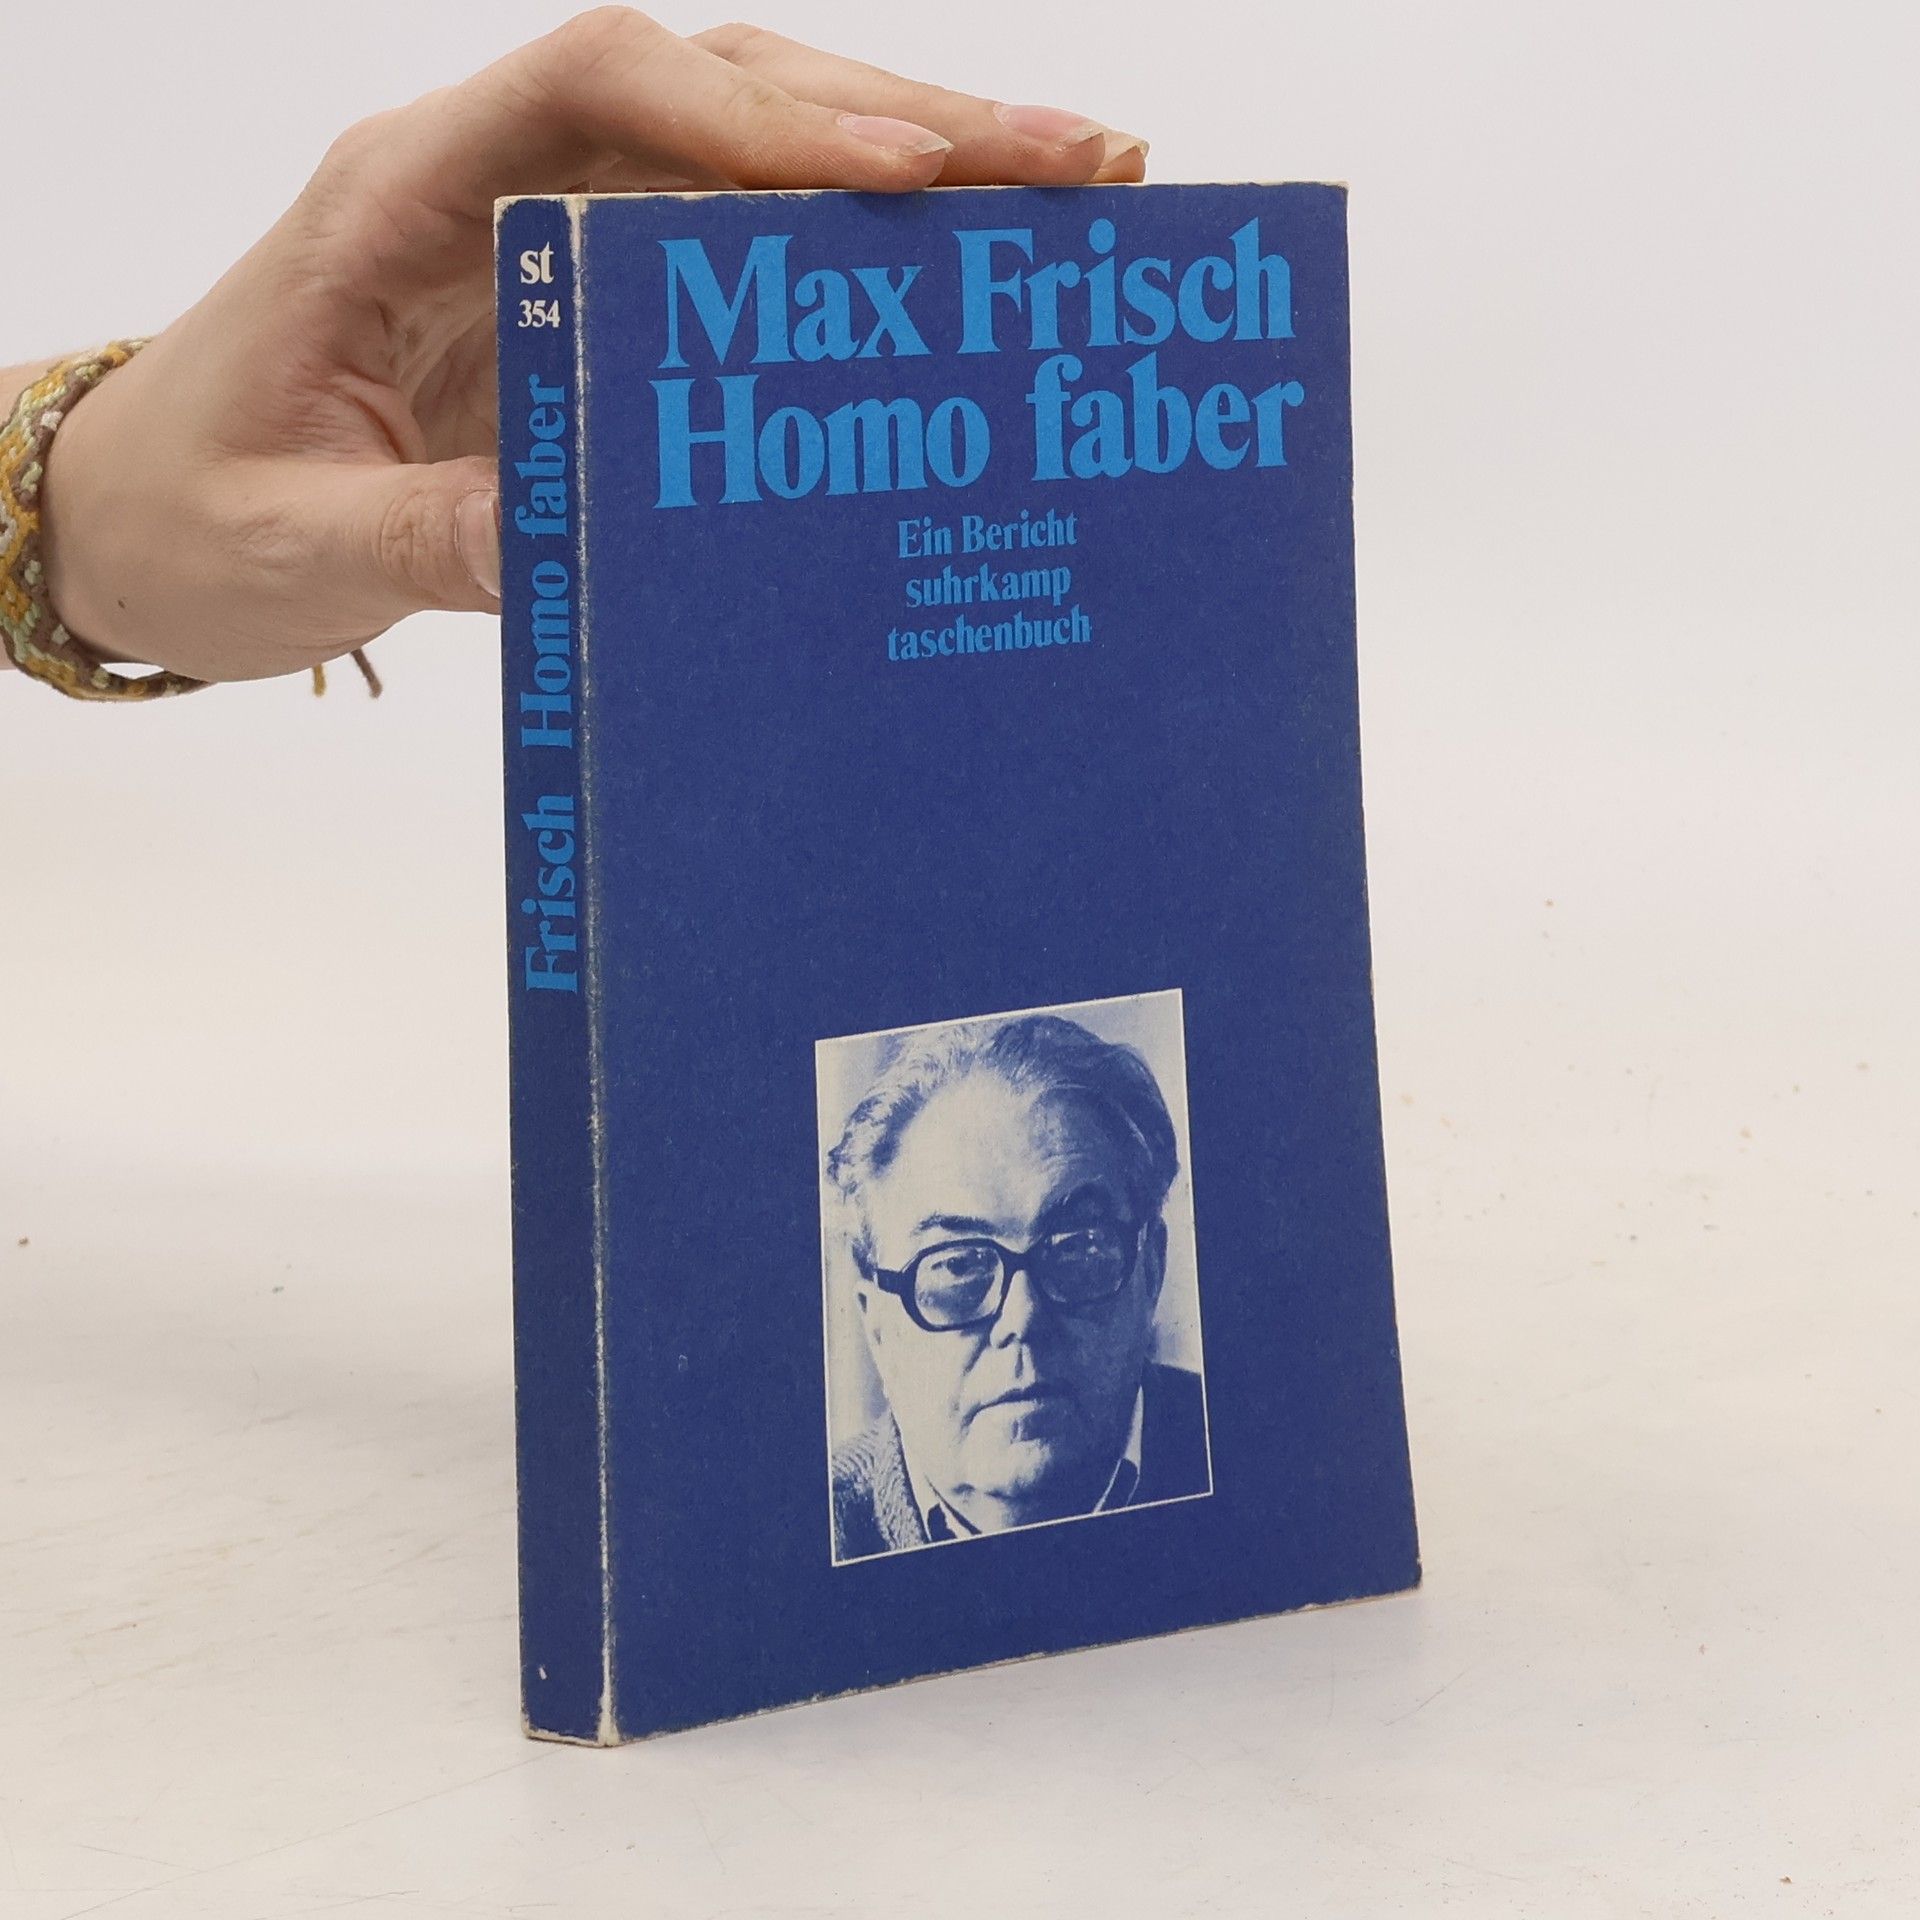 st
354
Frisch Homo faber
Max Frisch
Homo faber
Ein Bericht
suhrkamp
taschenbuch